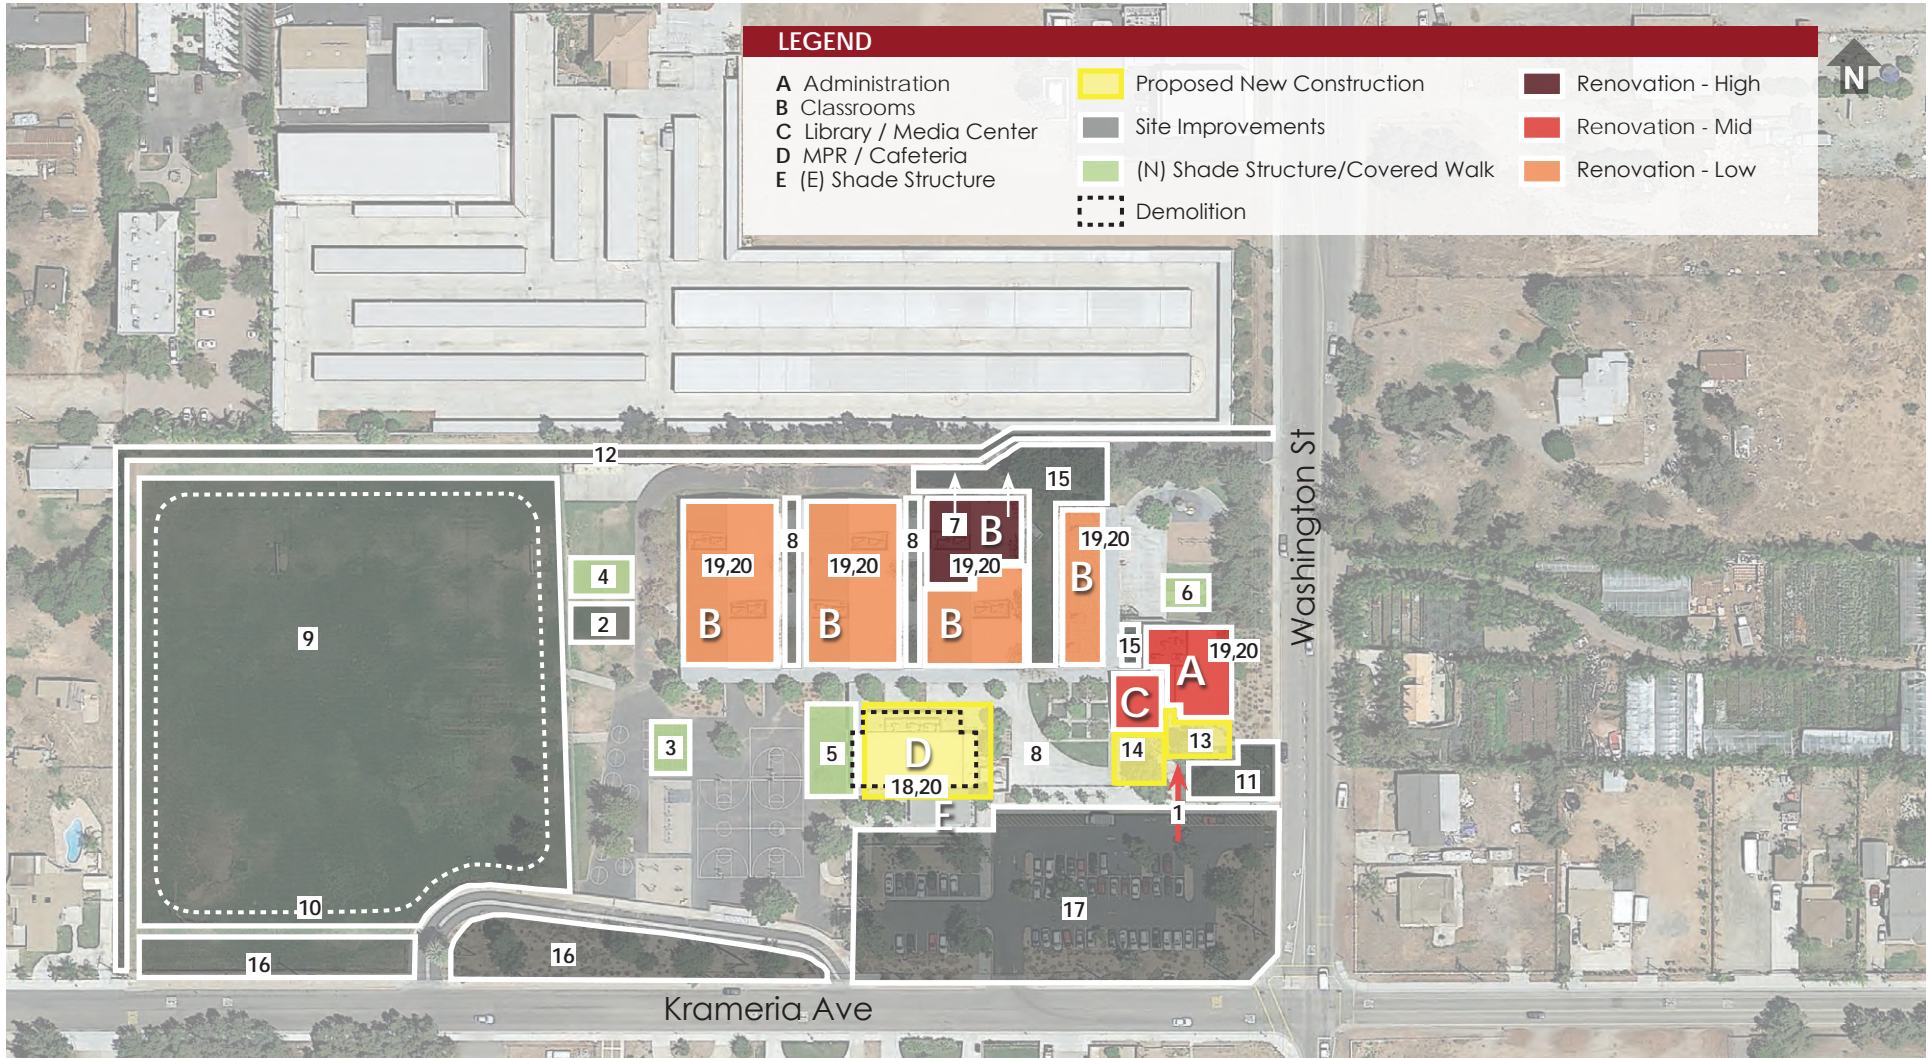 LEGEND
A Administration
B Classrooms
C Library / Media Center
D MPR / Cafeteria
E (E) Shade Structure
Proposed New Construction
Site Improvements
(N) Shade Structure/Covered Walk
Demolition
Renovation - High
Renovation - Mid
Renovation - Low
N
12
15
7
B
8
8
19,20
19,20
19,20
19,20
4
B
6
2
B
B
B
9
15
19,20
A
C
3
5
D
8
14
13
18,20
11
E
1
10
17
16
16
Washington St
Krameria Ave